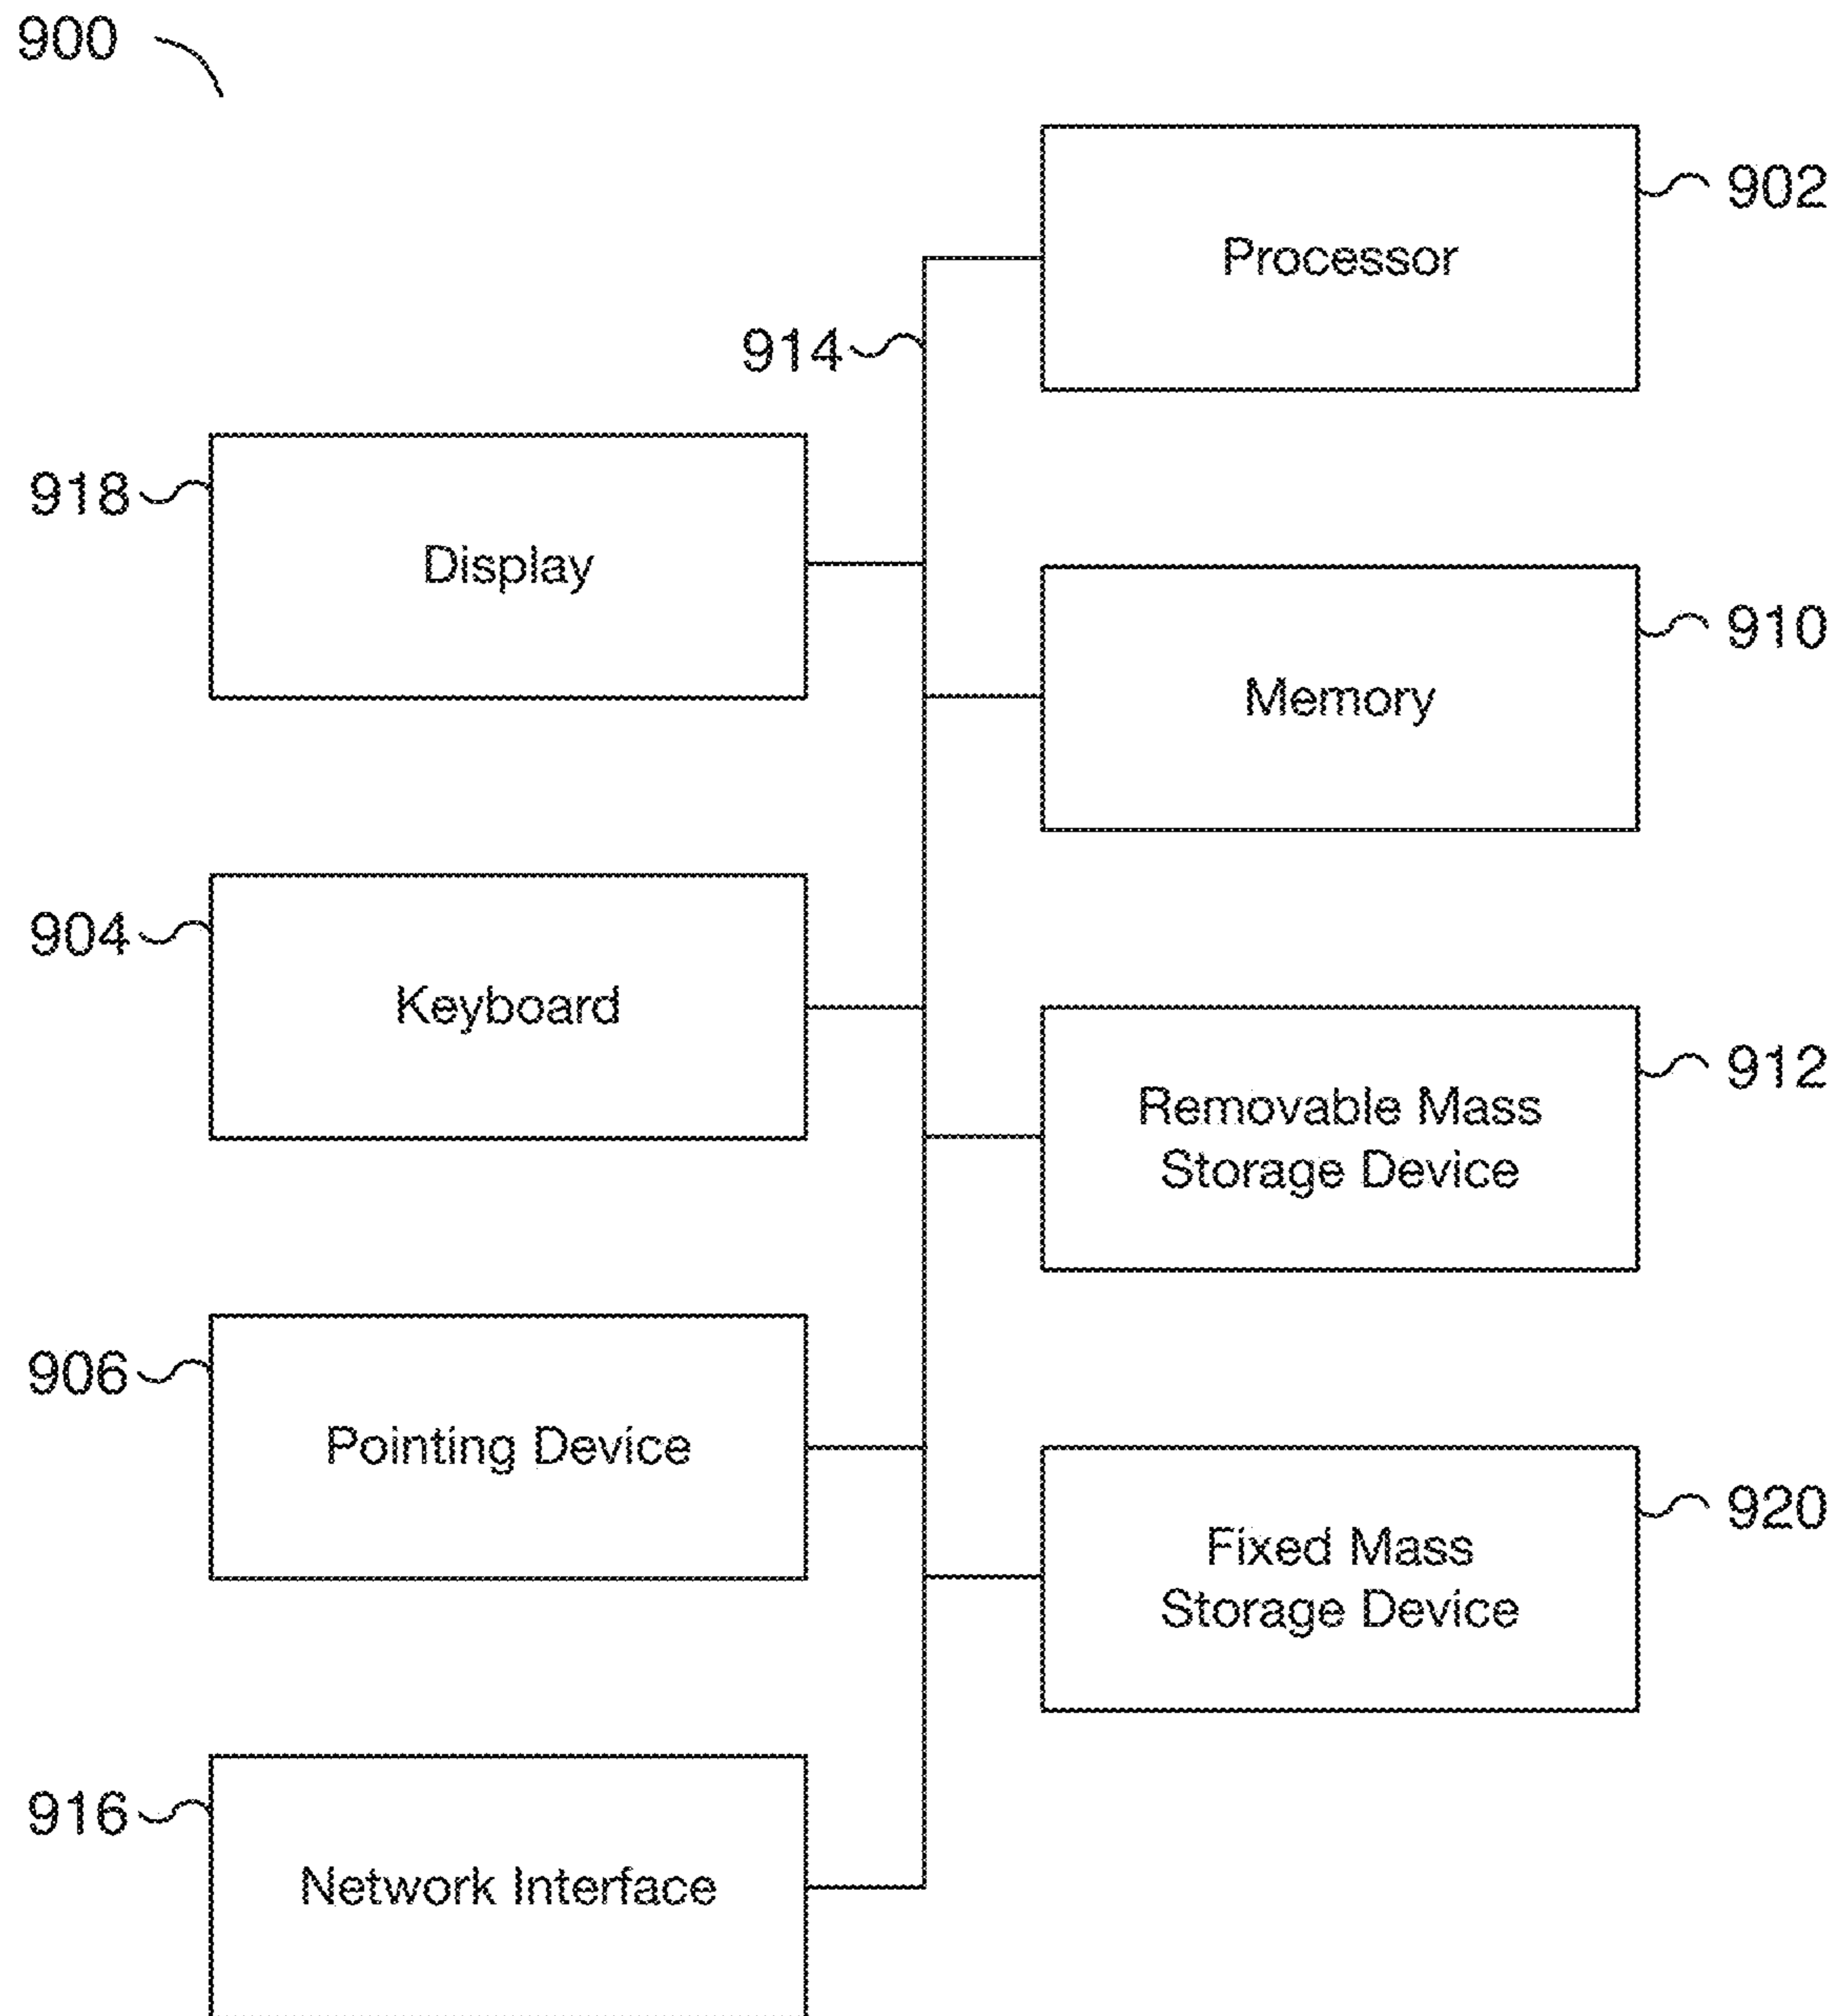 900
902
Processor
914
918
Display
910
Memory
904
Keyboard
912
Removable Mass
Storage Device
906
Pointing Device
920
Fixed Mass
Storage Device
916
Network Interface